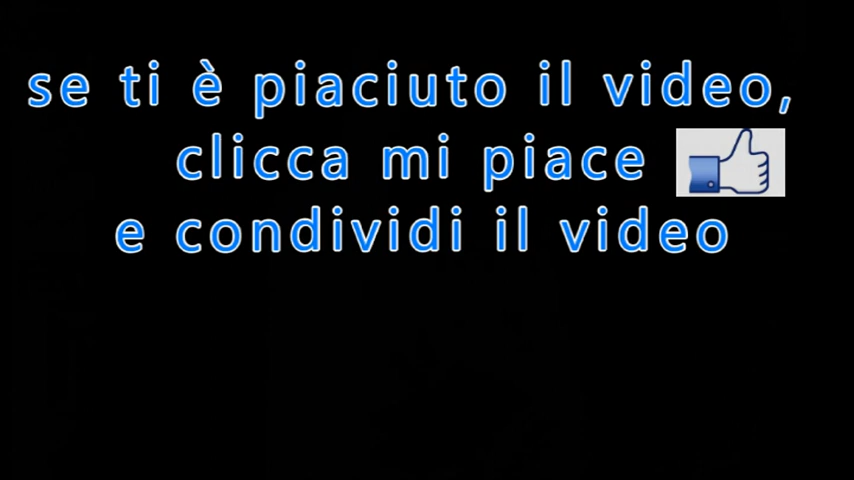 se ti è piaciuto il video,
clicca mi piace
e condividi il video